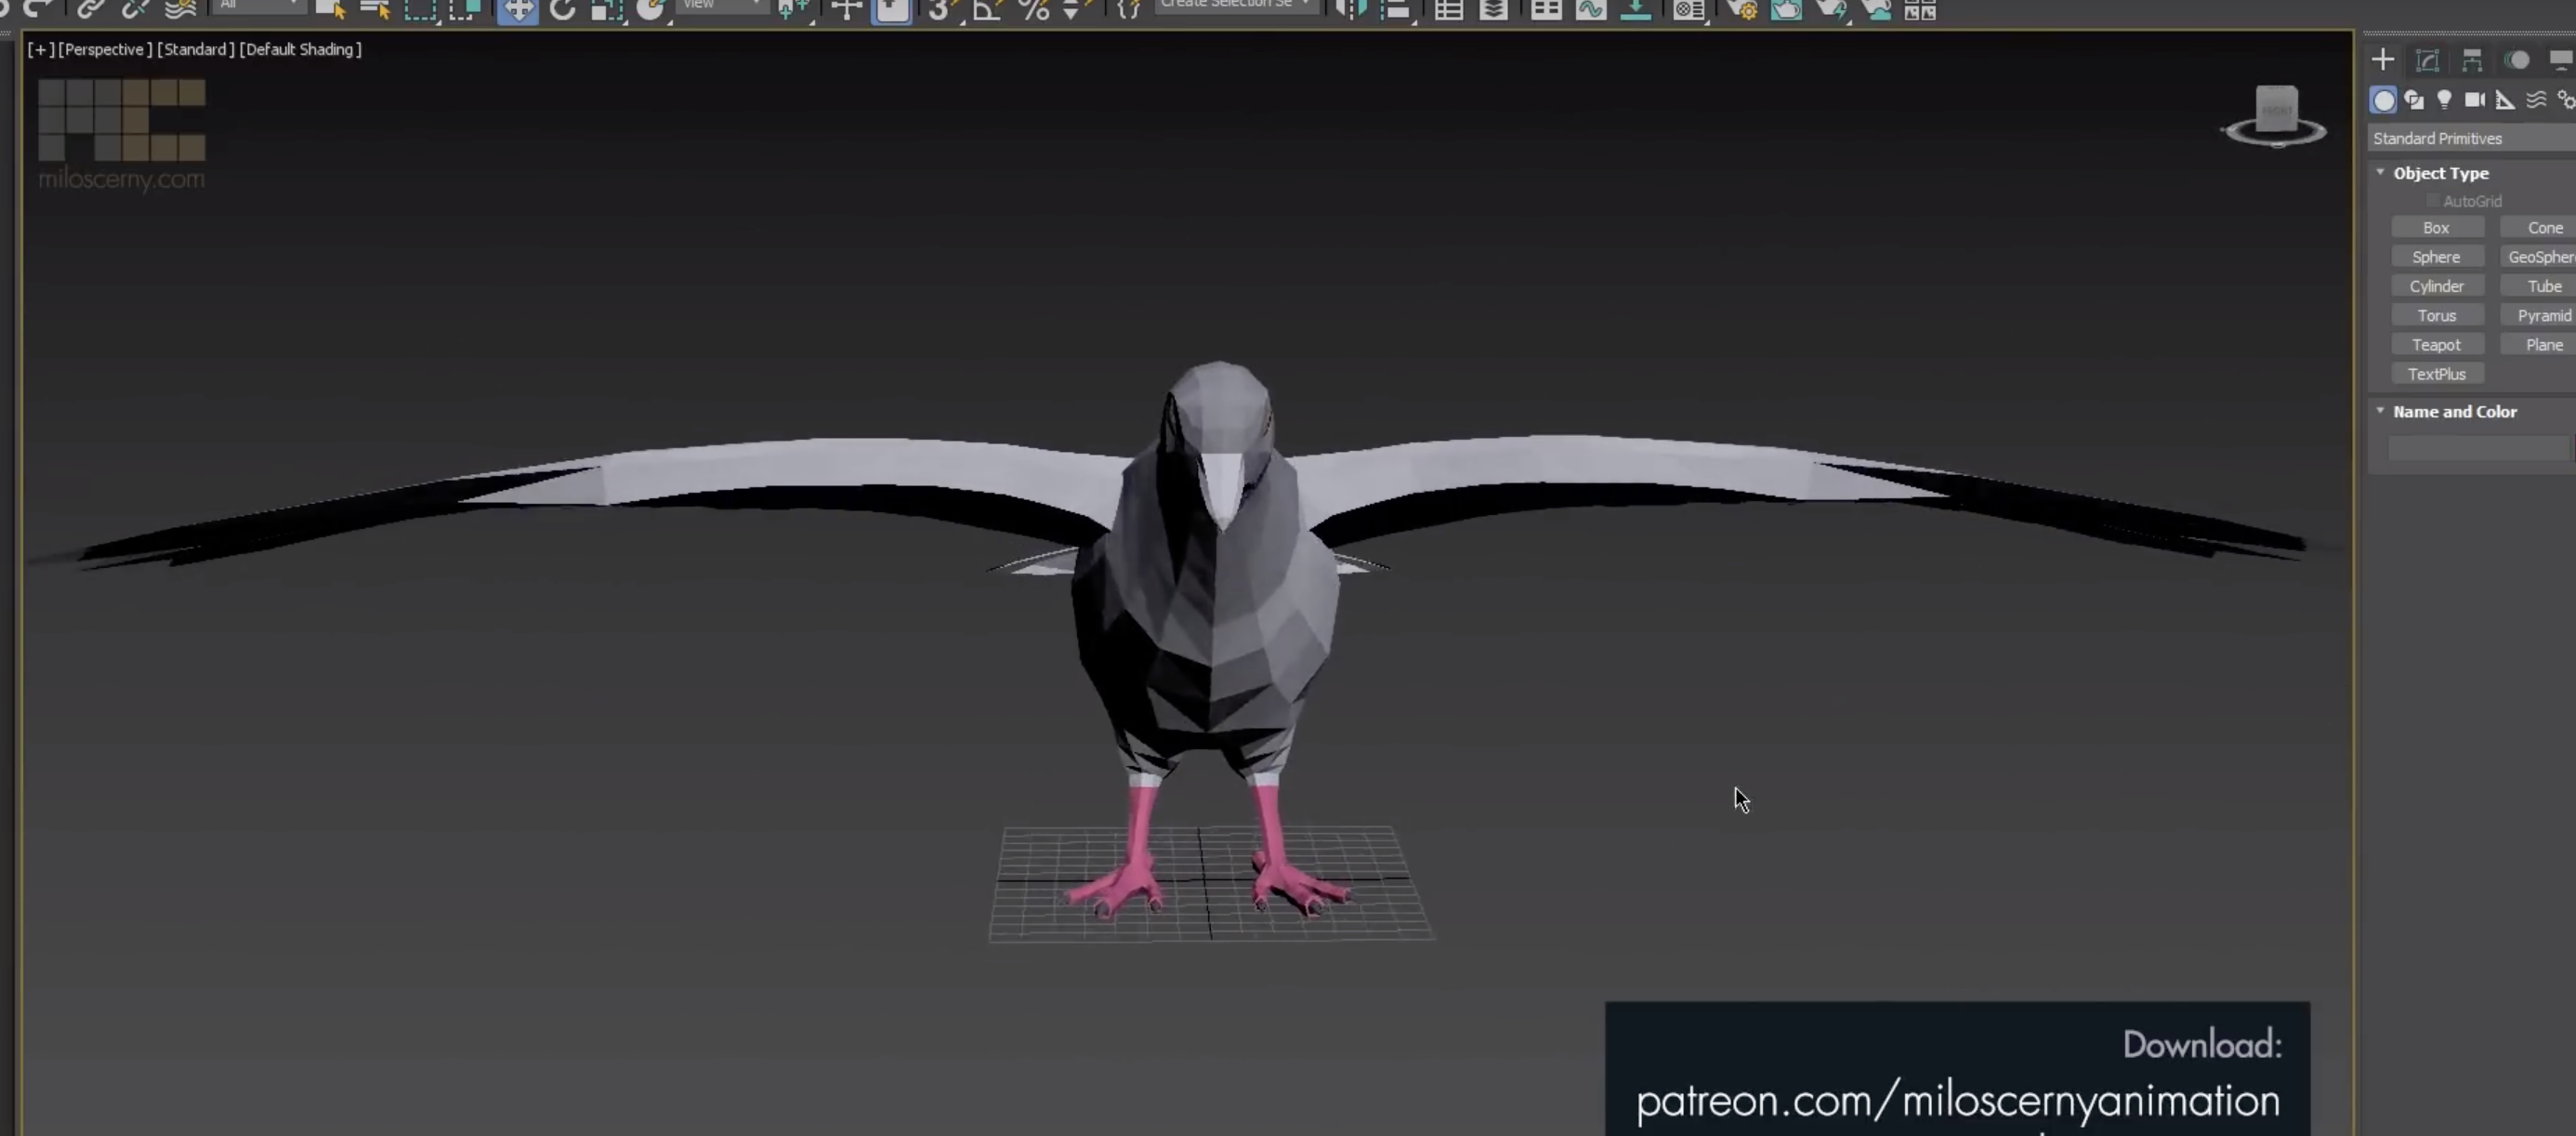 All
View
Create Selection Se
[+] [Perspective ] [Standard ] [Default Shading ]
miloscerny.com
FRONT
Standard Primitives
Object Type
AutoGrid
Box
Cone
Sphere
GeoSpher
Cylinder
Tube
Torus
Pyramid
Teapot
Plane
TextPlus
Name and Color
Download:
patreon.com/miloscernyanimation